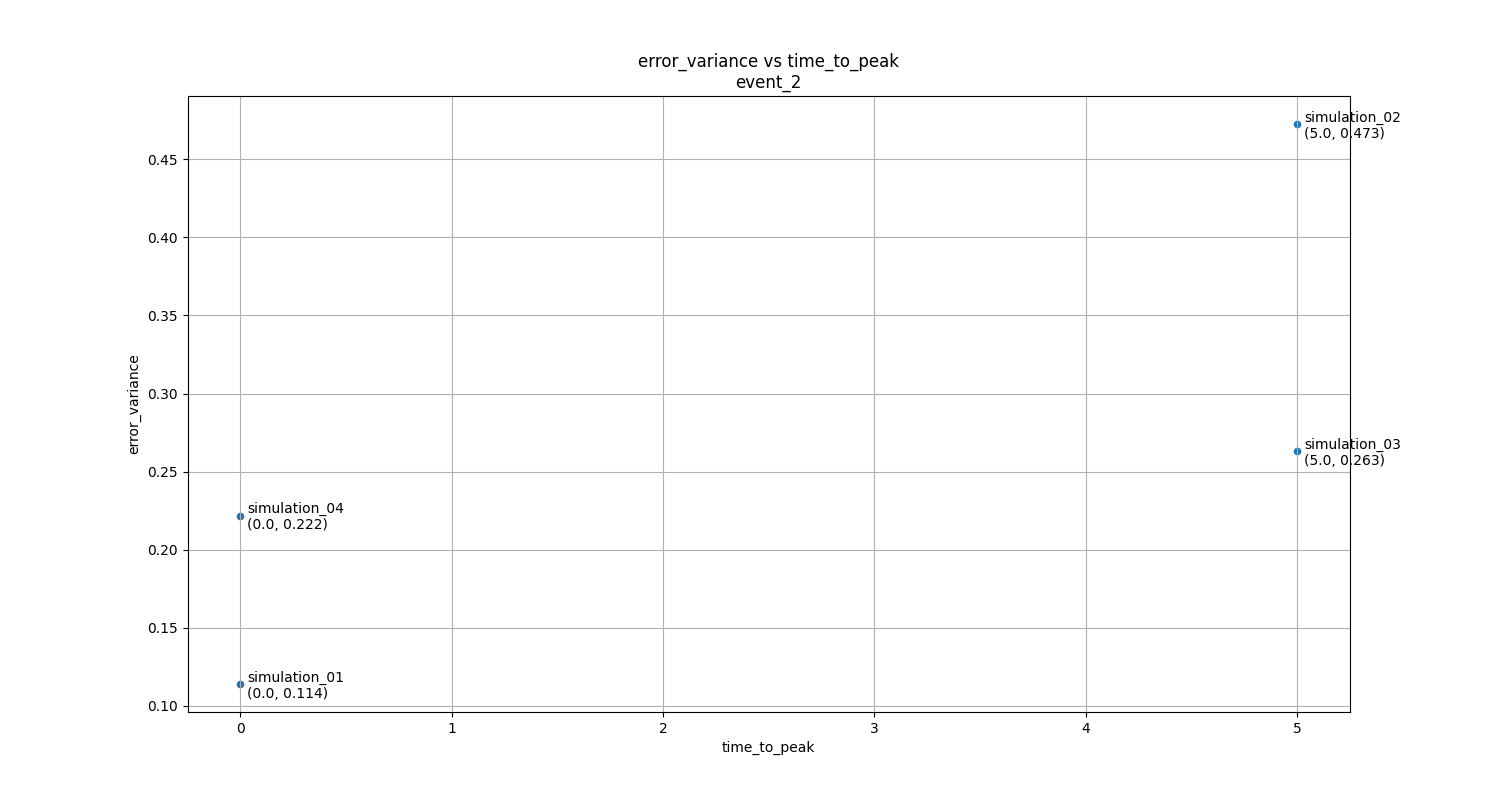 error_variance vs time_to_peak
event_2
simulation_02
(5.0, 0.473)
simulation_03
(5.0, 0.263)
simulation_04
(0.0, 0.222)
simulation_01
(0.0, 0.114)
error_variance
0.45
0.40
0.35
0.30
0.25
0.20
0.15
0.10
0
1
2
3
4
5
time_to_peak